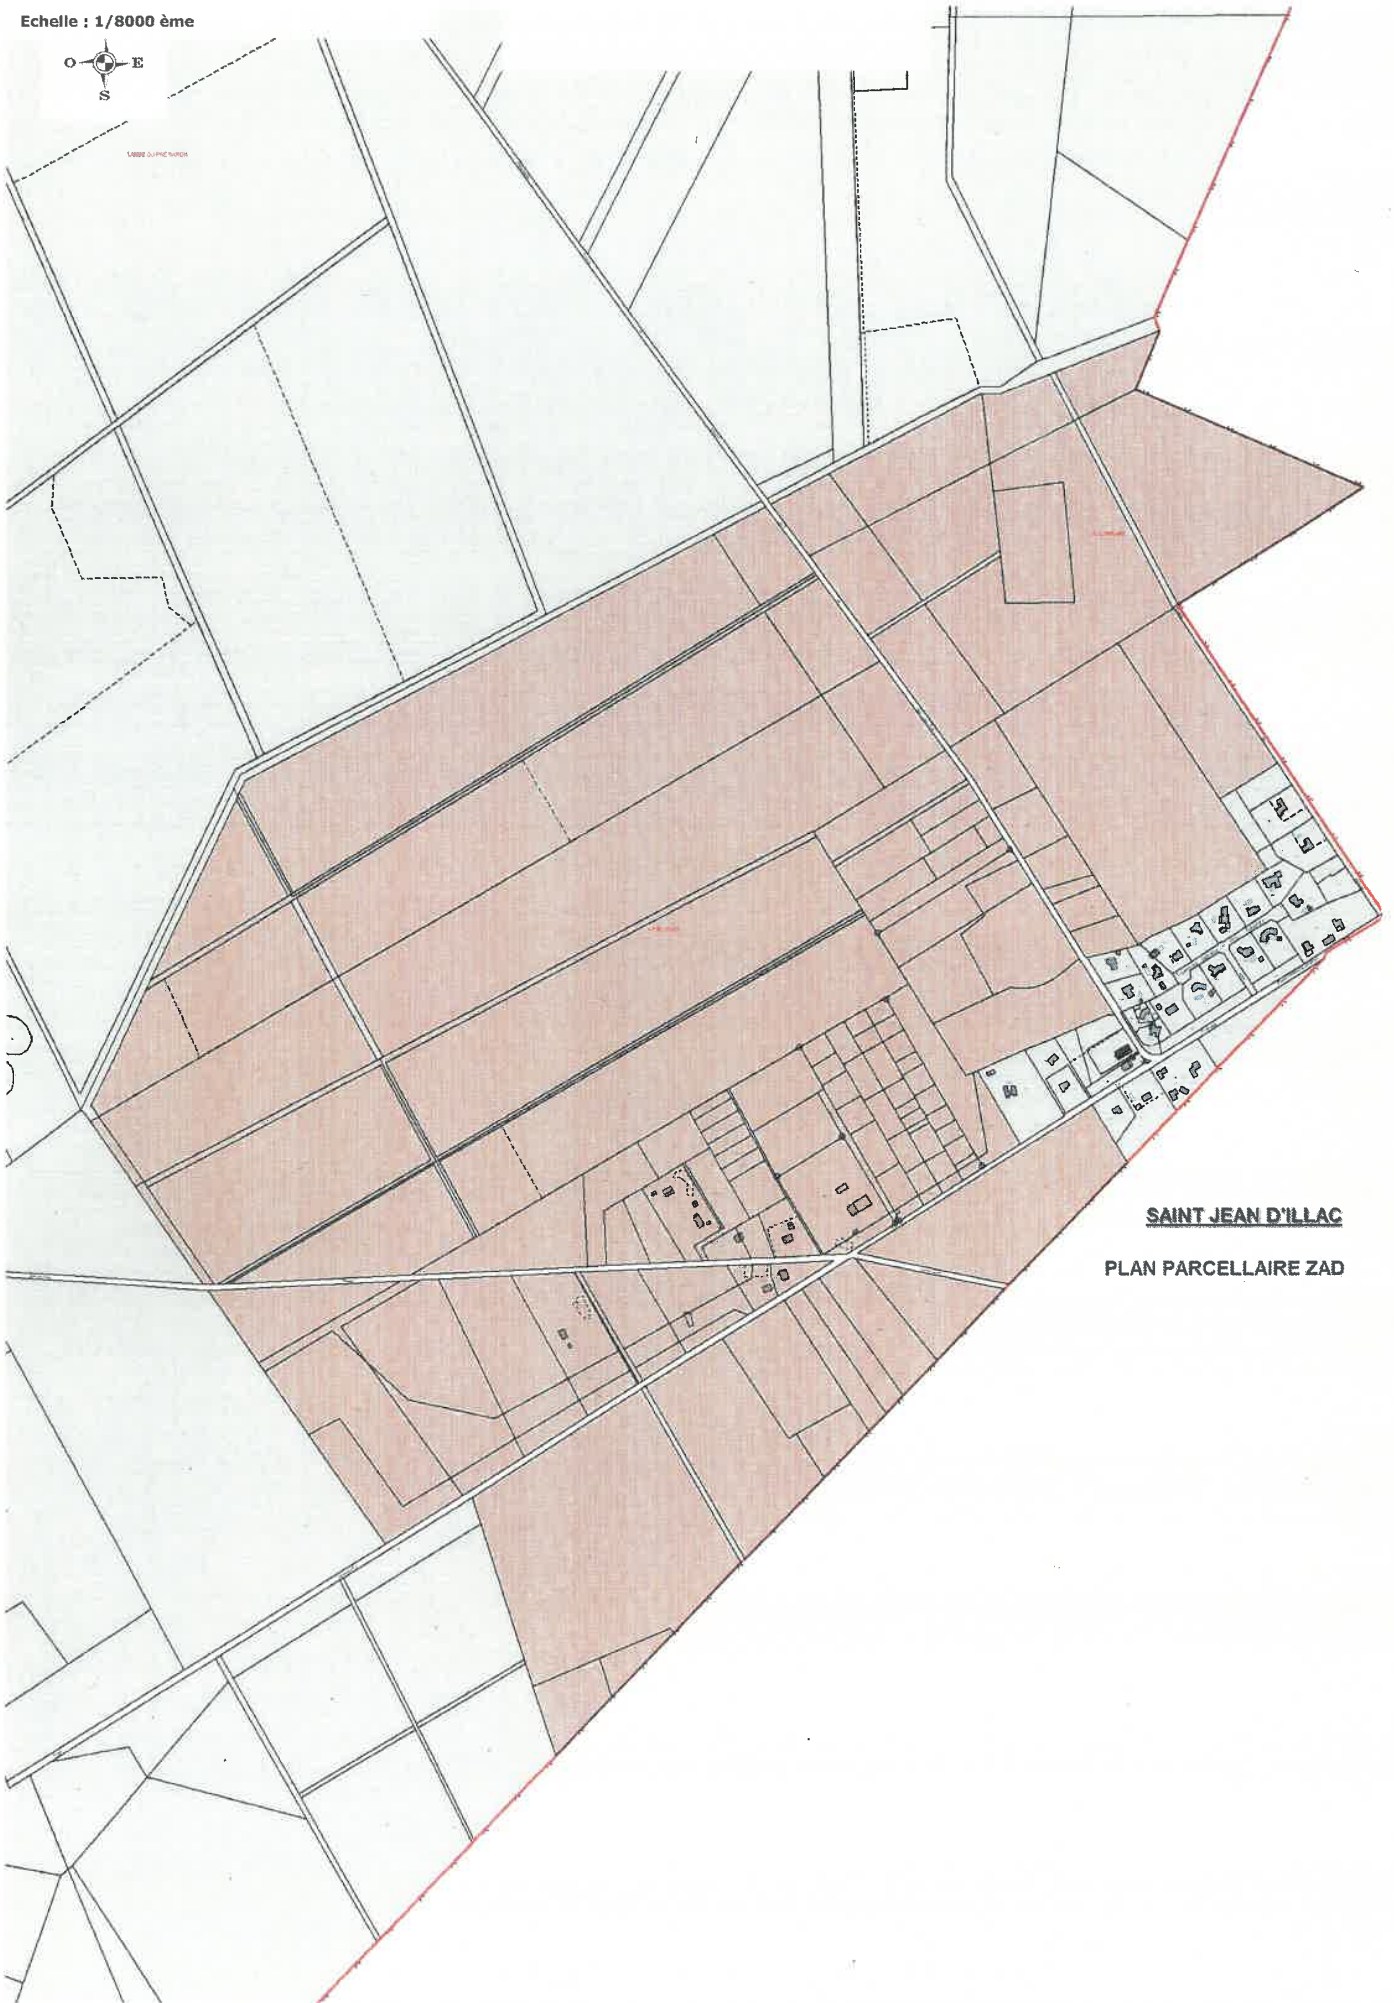 Echelle : 1/8000 ème
O E
S
SAINT JEAN D'ILLAC
PLAN PARCELLAIRE ZAD